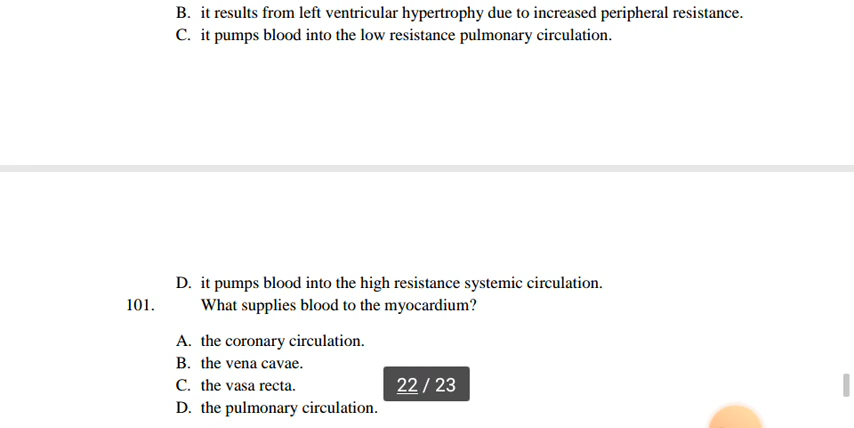 B. it results from left ventricular hypertrophy due to increased peripheral resistance.
C. it pumps blood into the low resistance pulmonary circulation.
D. it pumps blood into the high resistance systemic circulation.
101. What supplies blood to the myocardium?
A. the coronary circulation.
B. the vena cavae.
C. the vasa recta.
22 / 23
D. the pulmonary circulation.